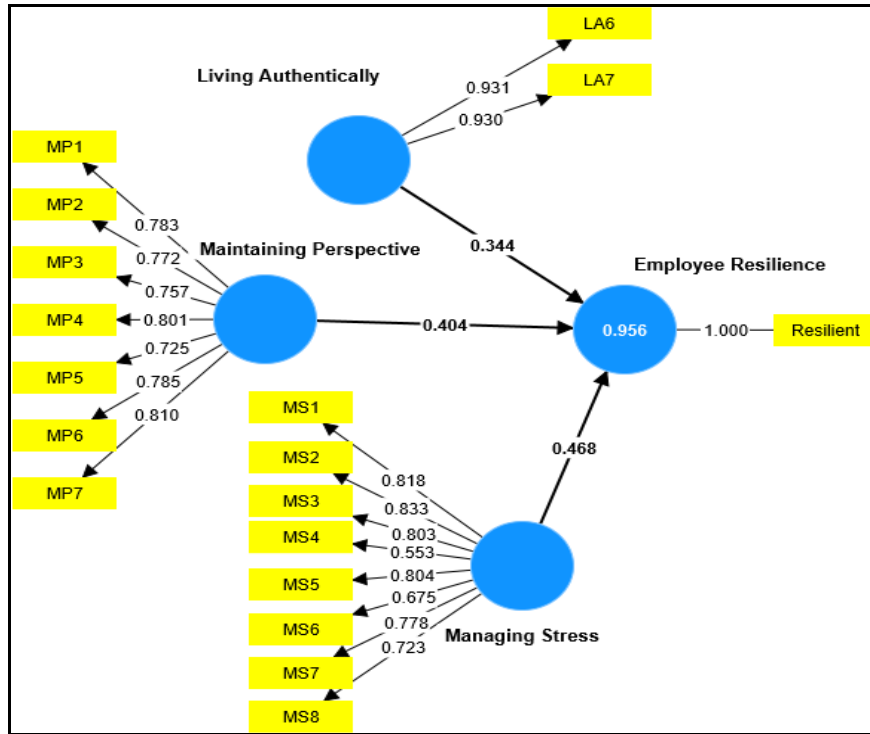 LA6
Living Authentically
LA7
0.931
0.930
MP1
MP2
MP3
MP4
MP5
MP6
MP7
0.783
0.772
0.757
0.801
0.725
0.785
0.810
Maintaining Perspective
0.344
0.404
Employee Resilience
0.956
1.000
Resilient
MS1
MS2
MS3
MS4
MS5
MS6
MS7
MS8
0.818
0.833
0.803
0.553
0.804
0.675
0.778
0.723
0.468
Managing Stress